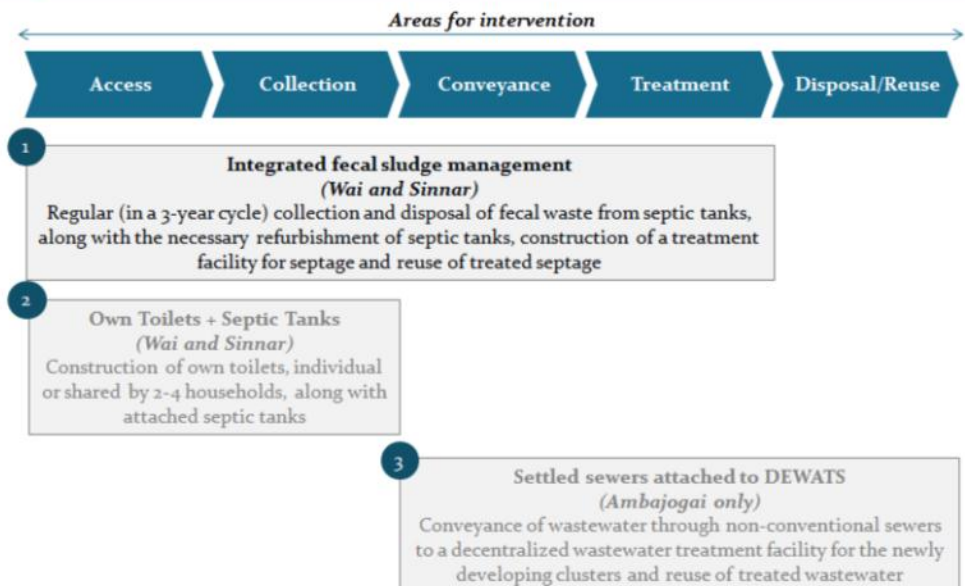 Areas for intervention
Access Collection Conveyance Treatment Disposal/Reuse
1
Integrated fecal sludge management
(Wai and Sinnar)
Regular (in a 3-year cycle) collection and disposal of fecal waste from septic tanks,
along with the necessary refurbishment of septic tanks, construction of a treatment
facility for septage and reuse of treated septage
2
Own Toilets + Septic Tanks
(Wai and Sinnar)
Construction of own toilets, individual
or shared by 2-4 households, along with
attached septic tanks
3
Settled sewers attached to DEWATS
(Ambajogai only)
Conveyance of wastewater through non-conventional sewers
to a decentralized wastewater treatment facility for the newly
developing clusters and reuse of treated wastewater